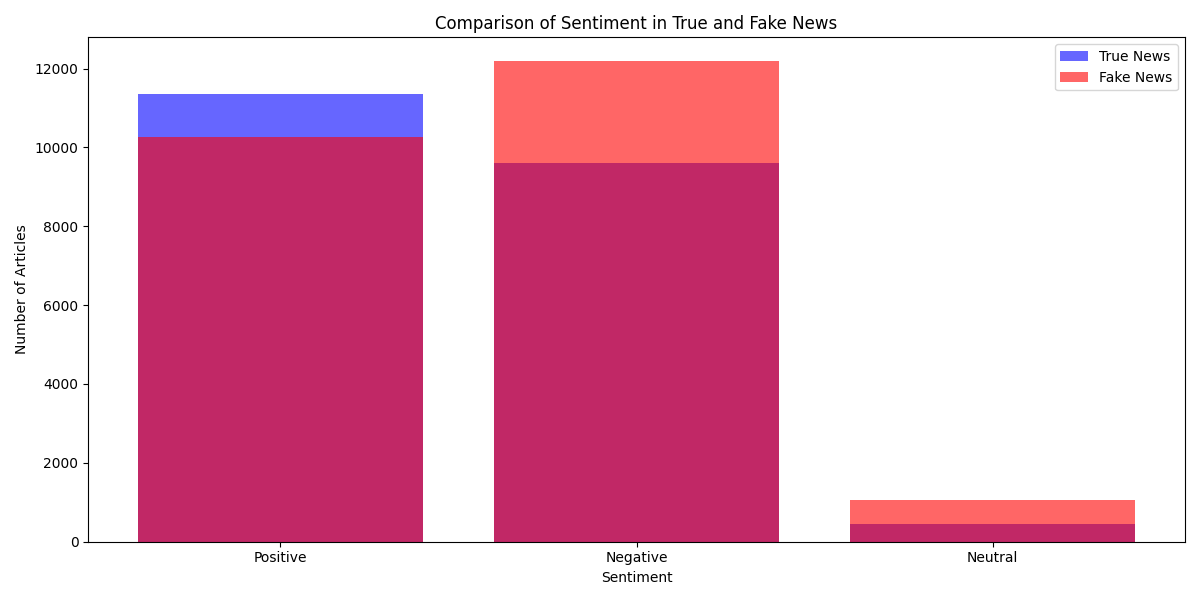 Comparison of Sentiment in True and Fake News
True News
Fake News
12000
10000
8000
6000
4000
2000
0
Number of Articles
Positive
Negative
Neutral
Sentiment